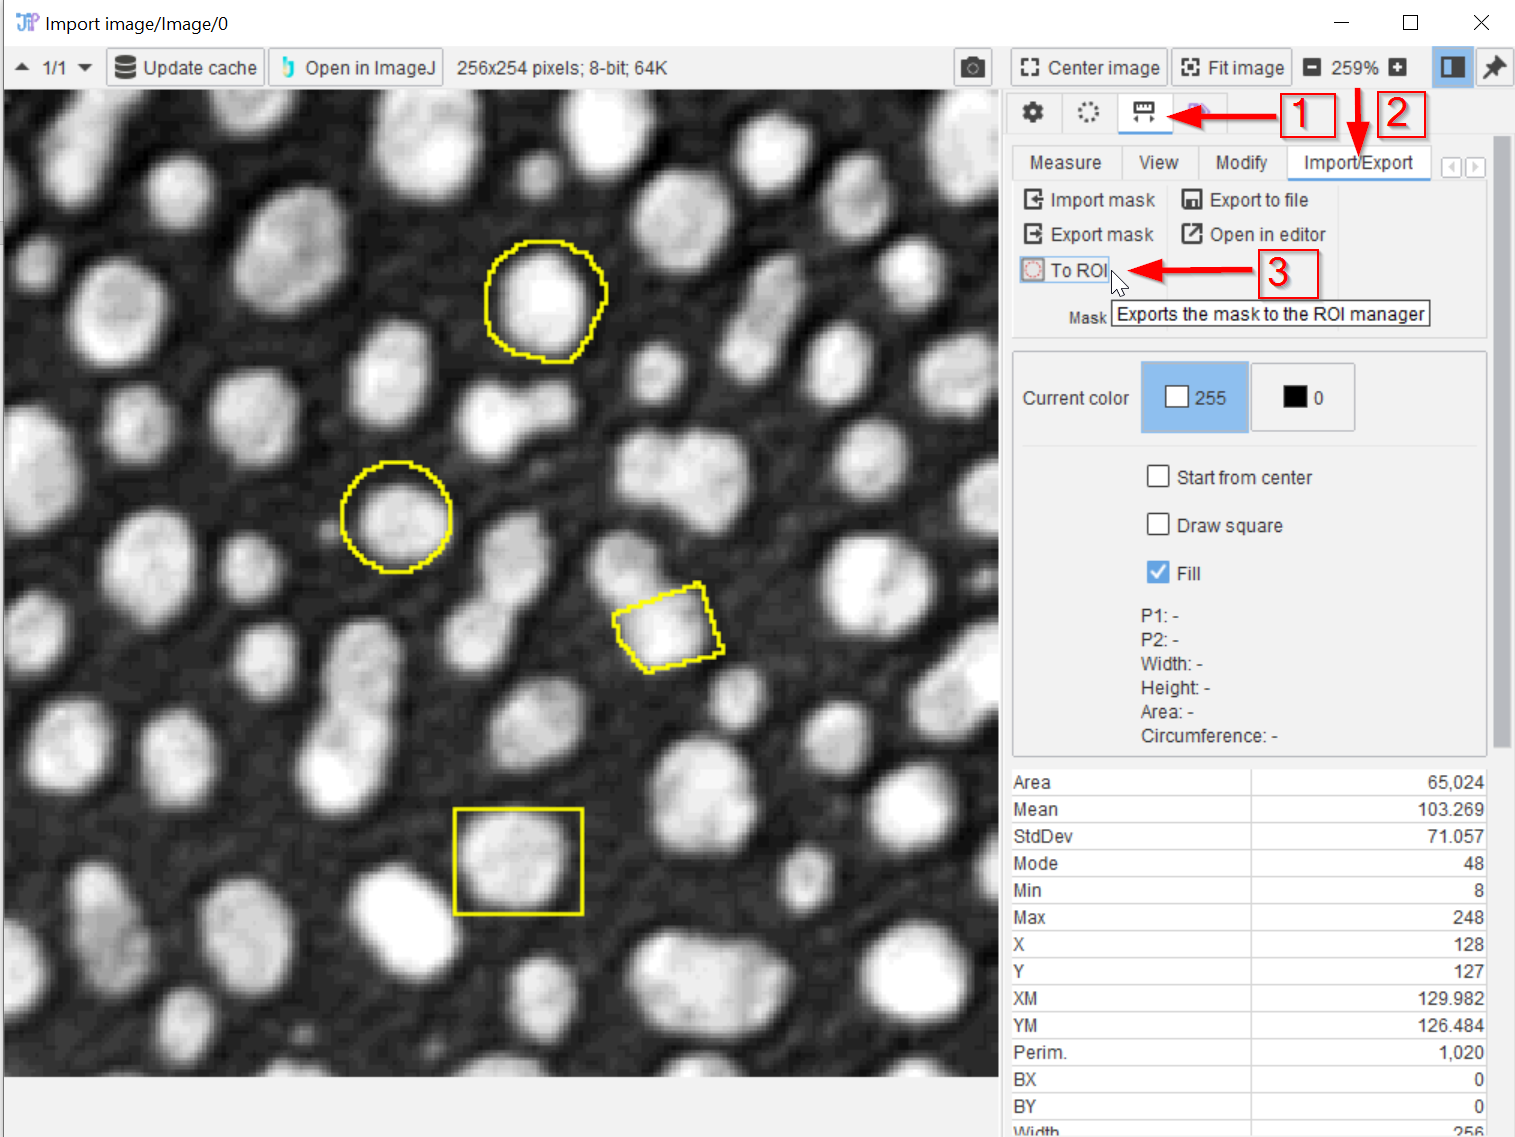 JIP Import image/Image/0
1/1 Update cache Open in ImageJ 256x254 pixels; 8-bit; 64K Center image Fit image 259%
1 2
Measure View Modify Import/Export
Import mask Export to file
Export mask Open in editor
To ROI 3
Mask Exports the mask to the ROI manager
Current color 255 0
Start from center
Draw square
Fill
P1: -
P2: -
Width: -
Height: -
Area: -
Circumference: -
Area 65,024
Mean 103.269
StdDev 71.057
Mode 48
Min 8
Max 248
X 128
Y 127
XM 129.982
YM 126.484
Perim. 1,020
BX 0
BY 0
Width 256